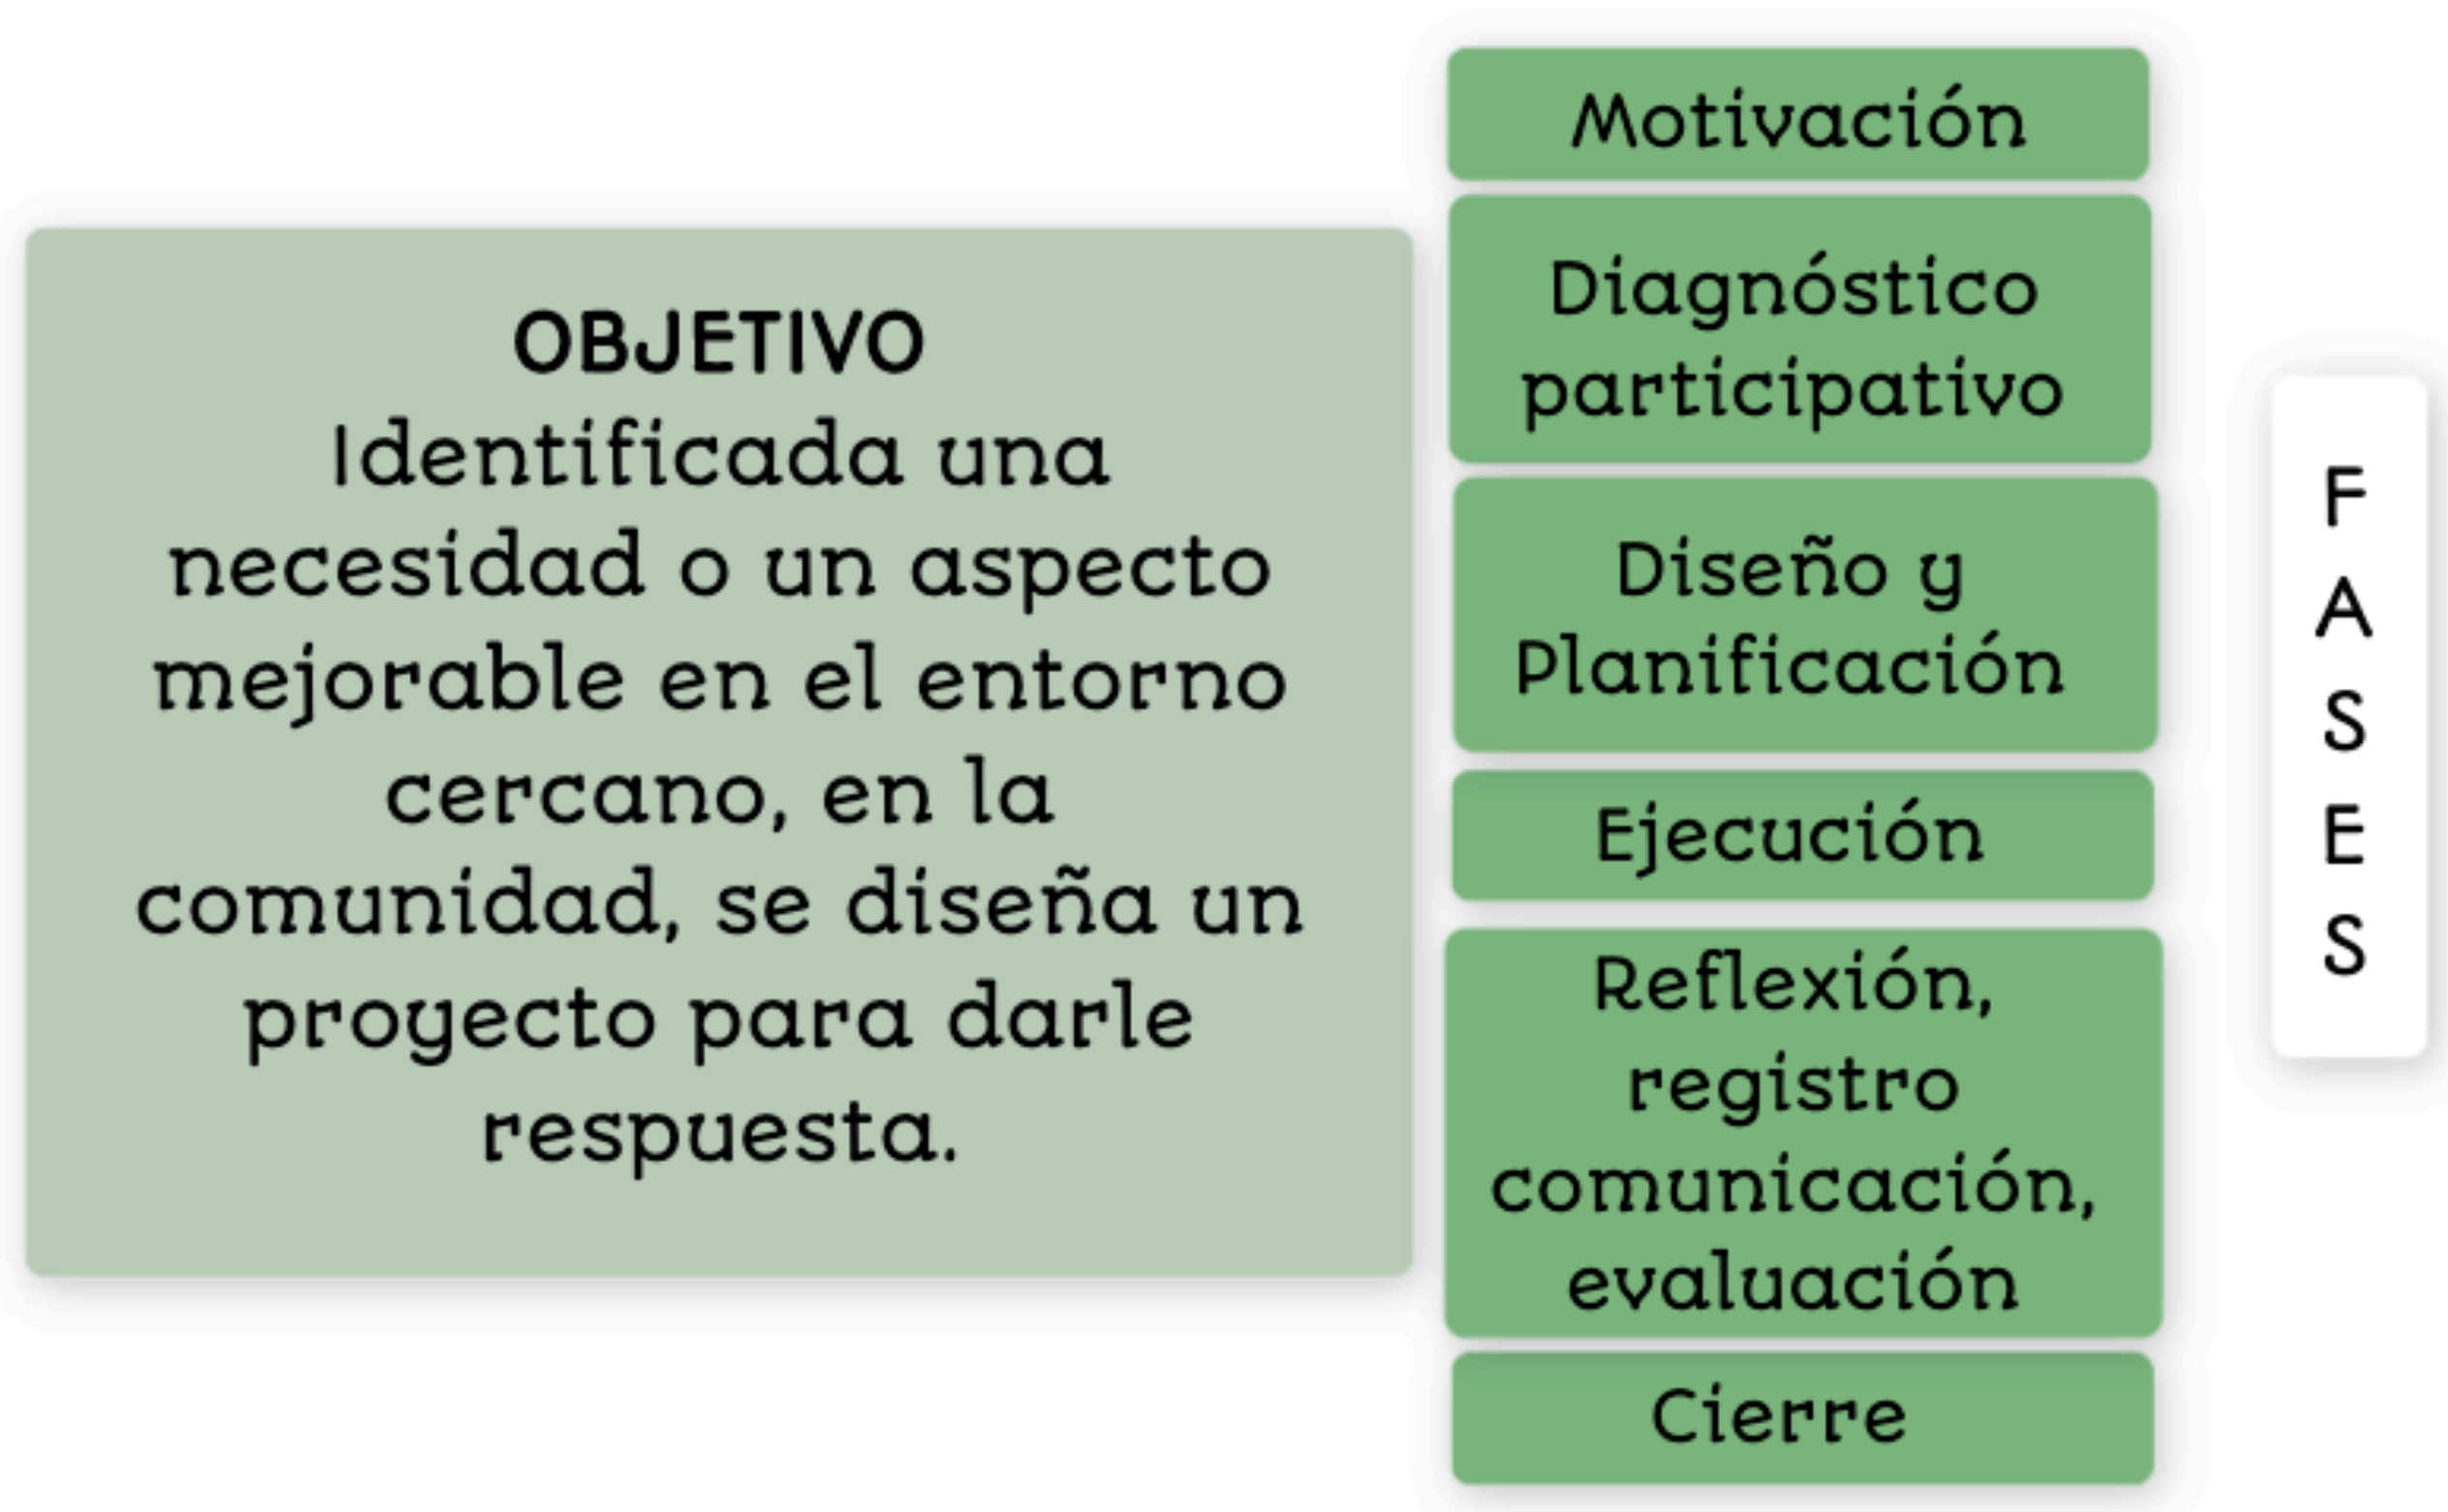 OBJETIVO
Identificada una
necesidad o un aspecto
mejorable en el entorno
cercano, en la
comunidad, se diseña un
proyecto para darle
respuesta.
Motivación
Diagnóstico
participativo
Diseño y
Planificación
Ejecución
Reflexión,
registro
comunicación,
evaluación
Cierre
F
A
S
E
S